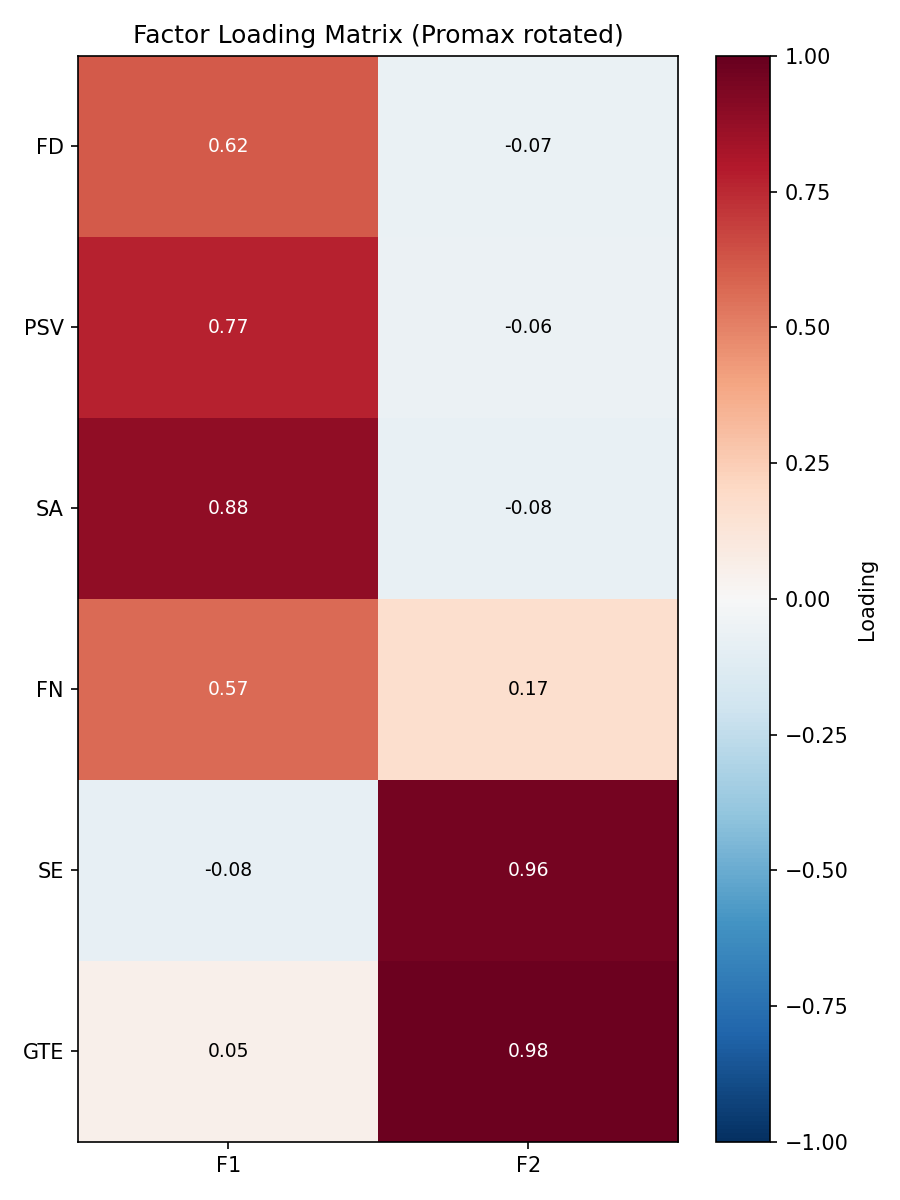 Factor Loading Matrix (Promax rotated)
FD 0.62 -0.07
PSV 0.77 -0.06
SA 0.88 -0.08
FN 0.57 0.17
SE -0.08 0.96
GTE 0.05 0.98
F1 F2
1.00
0.75
0.50
0.25
0.00
−0.25
−0.50
−0.75
−1.00
Loading